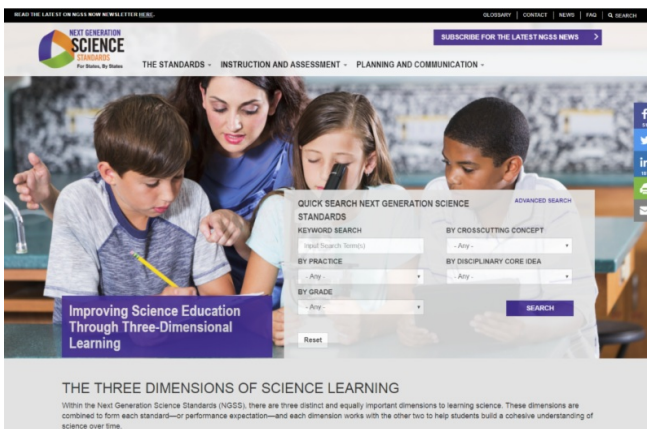 READ THE LATEST ON NGSS NOW NEWSLETTER HERE.
GLOSSARY CONTACT NEWS FAQ SEARCH
NEXT GENERATION
SCIENCE
STANDARDS
For States, By States
SUBSCRIBE FOR THE LATEST NGSS NEWS
THE STANDARDS INSTRUCTION AND ASSESSMENT PLANNING AND COMMUNICATION
QUICK SEARCH NEXT GENERATION SCIENCE
STANDARDS
ADVANCED SEARCH
KEYWORD SEARCH
Input Search Term(s)
BY CROSSCUTTING CONCEPT
- Any -
BY PRACTICE
- Any -
BY DISCIPLINARY CORE IDEA
- Any -
BY GRADE
- Any -
SEARCH
Reset
Improving Science Education
Through Three-Dimensional
Learning
THE THREE DIMENSIONS OF SCIENCE LEARNING
Within the Next Generation Science Standards (NGSS), there are three distinct and equally important dimensions to learning science. These dimensions are
combined to form each standard—or performance expectation—and each dimension works with the other two to help students build a cohesive understanding of
science over time.